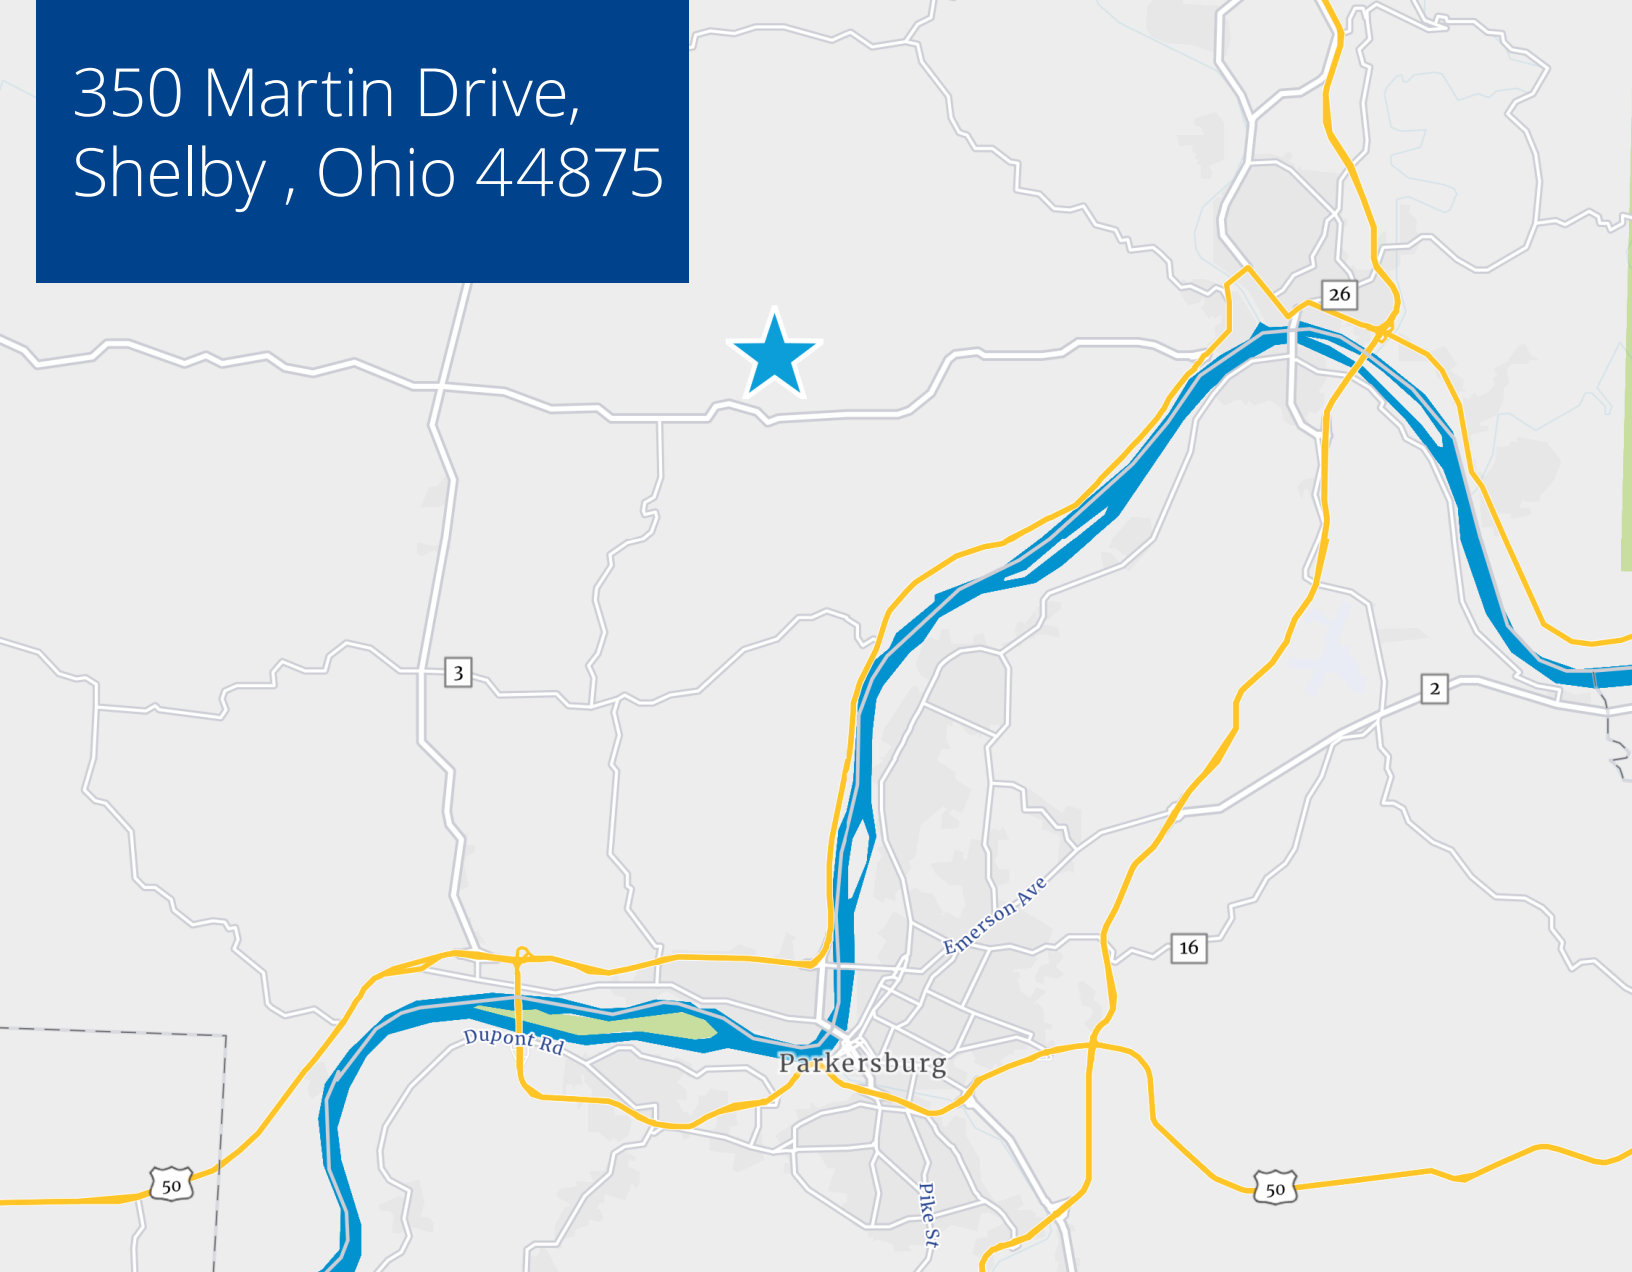 350 Martin Drive,
Shelby , Ohio 44875
26
3
2
Emerson Ave
16
Dupont Rd
Parkersburg
50
50
Pike St